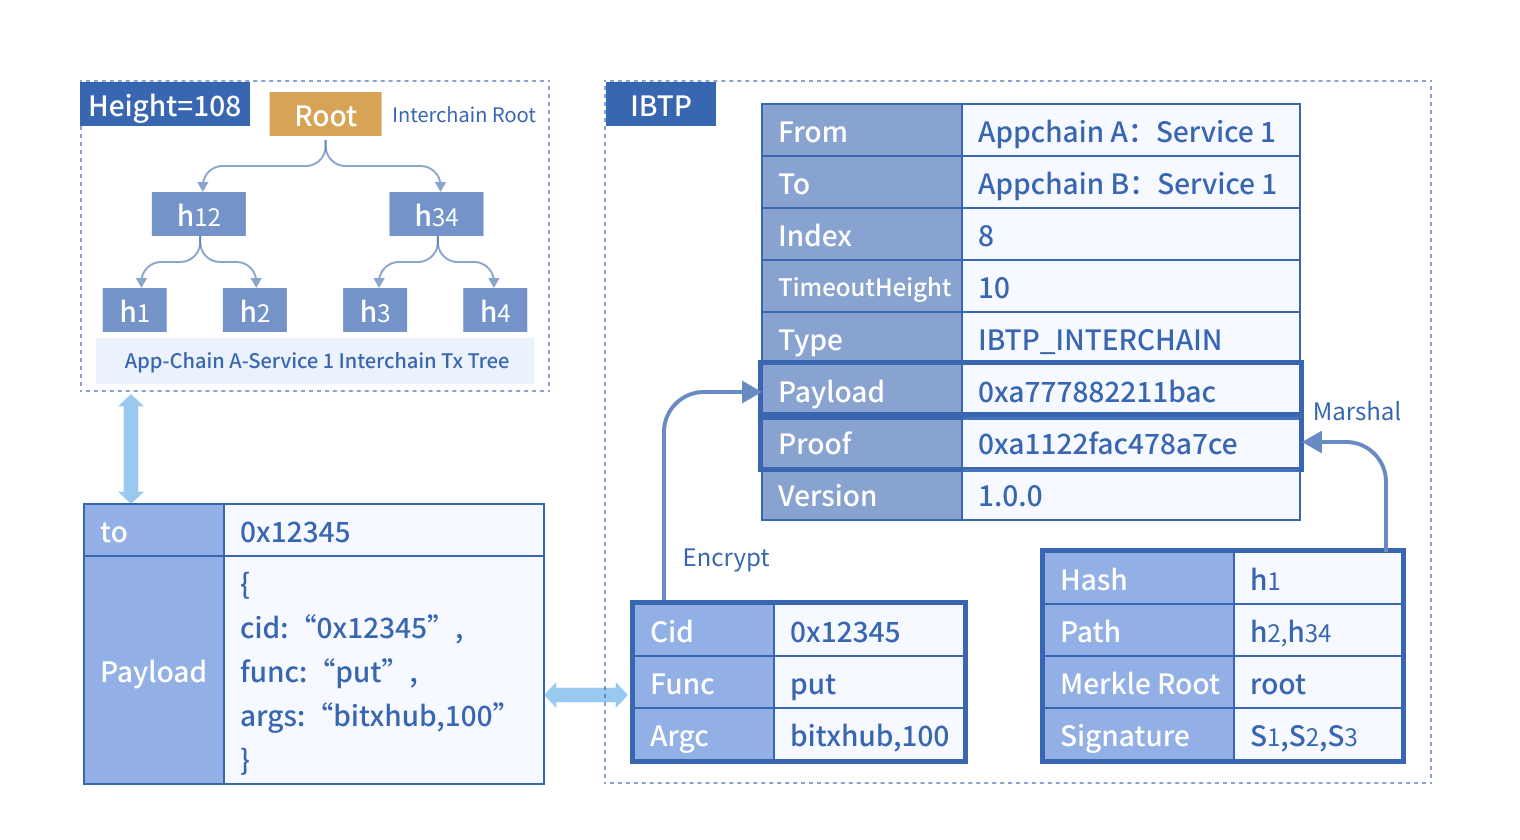 Height=108
Root
Interchain Root
h12
h34
h1
h2
h3
h4
App-Chain A-Service 1 Interchain Tx Tree
to
0x12345
Payload
{
cid:“0x12345”,
func:“put”,
args:“bitxhub,100”
}
IBTP
From
Appchain A：Service 1
To
Appchain B：Service 1
Index
8
TimeoutHeight
10
Type
IBTP_INTERCHAIN
Payload
0xa777882211bac
Proof
0xa1122fac478a7ce
Version
1.0.0
Marshal
Encrypt
Cid
0x12345
Func
put
Argc
bitxhub,100
Hash
h1
Path
h2,h34
Merkle Root
root
Signature
S1,S2,S3